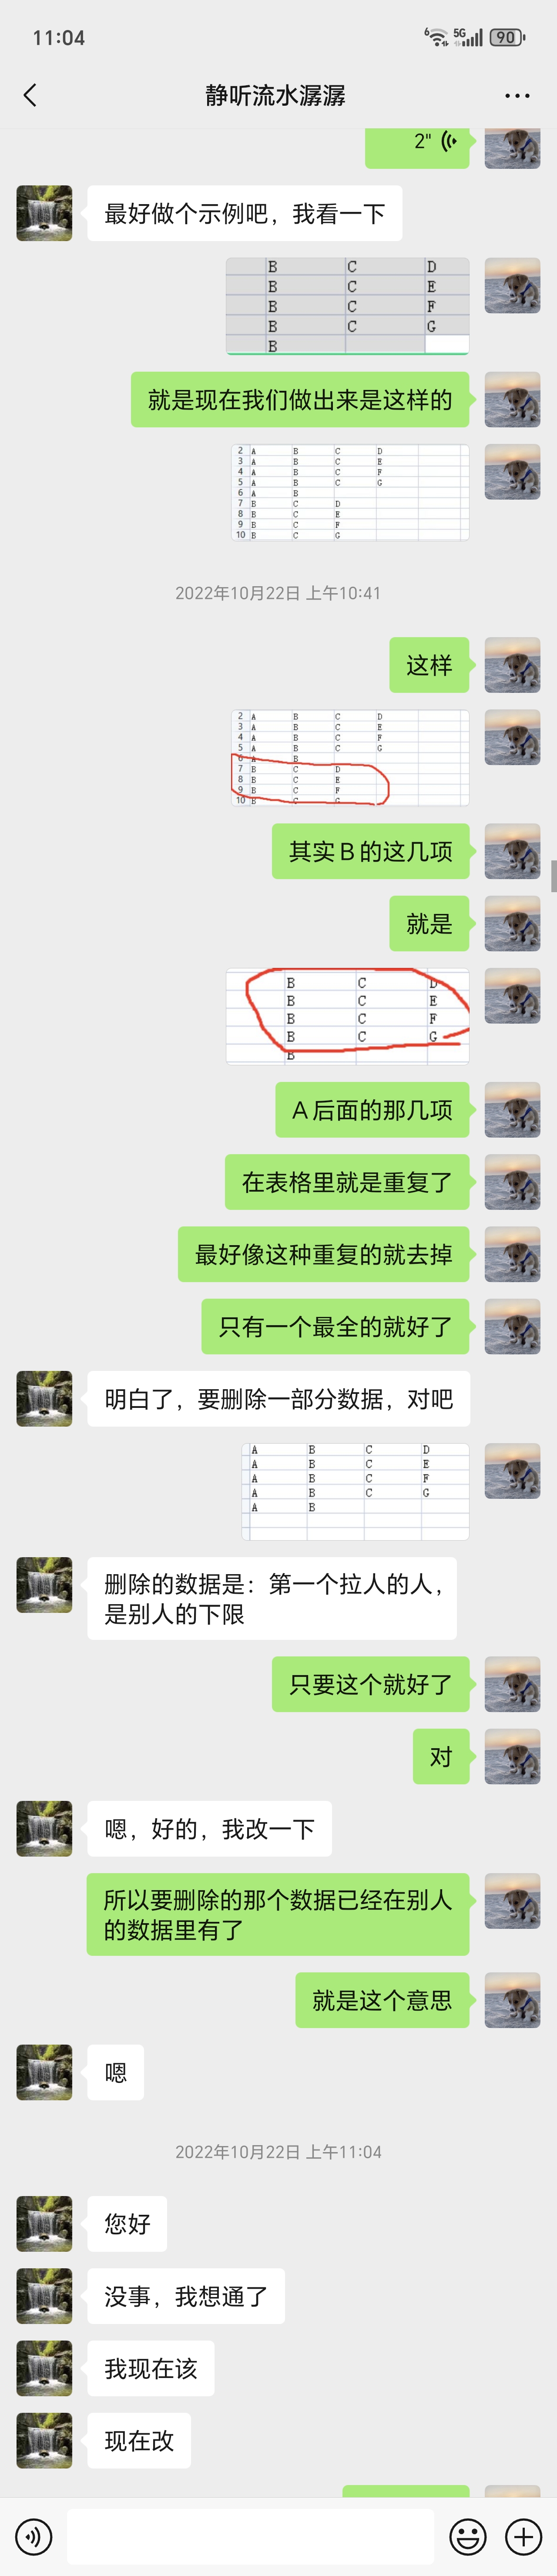 11:04
6 5G 90
静听流水潺潺
2"
最好做个示例吧，我看一下
B C D
B C E
B C F
B C G
B
就是现在我们做出来是这样的
2 A B C D
3 A B C E
4 A B C F
5 A B C G
6 A B
7 B C D
8 B C E
9 B C F
10 B C G
2022年10月22日 上午10:41
这样
2 A B C D
3 A B C E
4 A B C F
5 A B C G
6 A B
7 B C D
8 B C E
9 B C F
10 B C G
其实B的这几项
就是
B C D
B C E
B C F
B C G
B
A后面的那几项
在表格里就是重复了
最好像这种重复的就去掉
只有一个最全的就好了
明白了，要删除一部分数据，对吧
A B C D
A B C E
A B C F
A B C G
A B
删除的数据是：第一个拉人的人，
是别人的下限
只要这个就好了
对
嗯，好的，我改一下
所以要删除的那个数据已经在别人
的数据里有了
就是这个意思
嗯
2022年10月22日 上午11:04
您好
没事，我想通了
我现在该
现在改